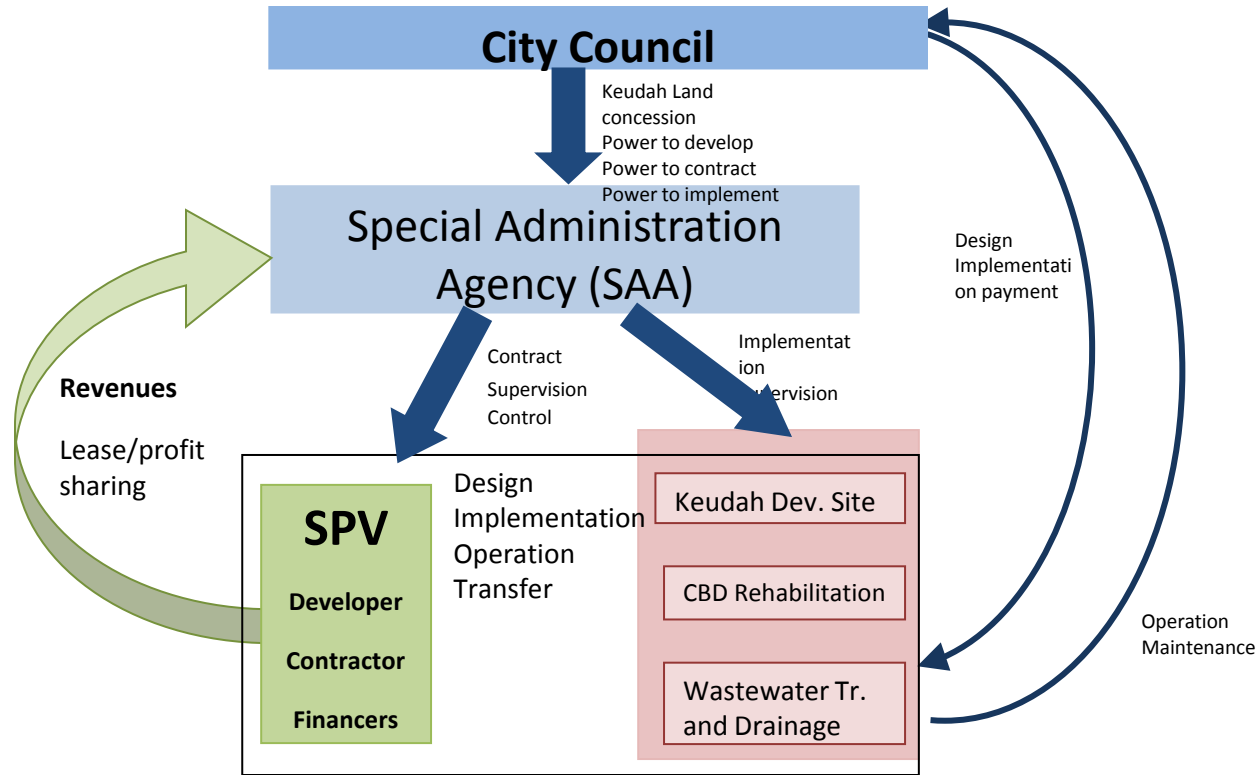 City Council
Keudah Land
concession
Power to develop
Power to contract
Power to implement
Special Administration
Agency (SAA)
Design
Implementati
on payment
Contract
Supervision
Control
Implementat
ion
Supervision
Revenues
Lease/profit
sharing
SPV
Developer
Contractor
Financers
Design
Implementation
Operation
Transfer
Keudah Dev. Site
CBD Rehabilitation
Wastewater Tr.
and Drainage
Operation
Maintenance